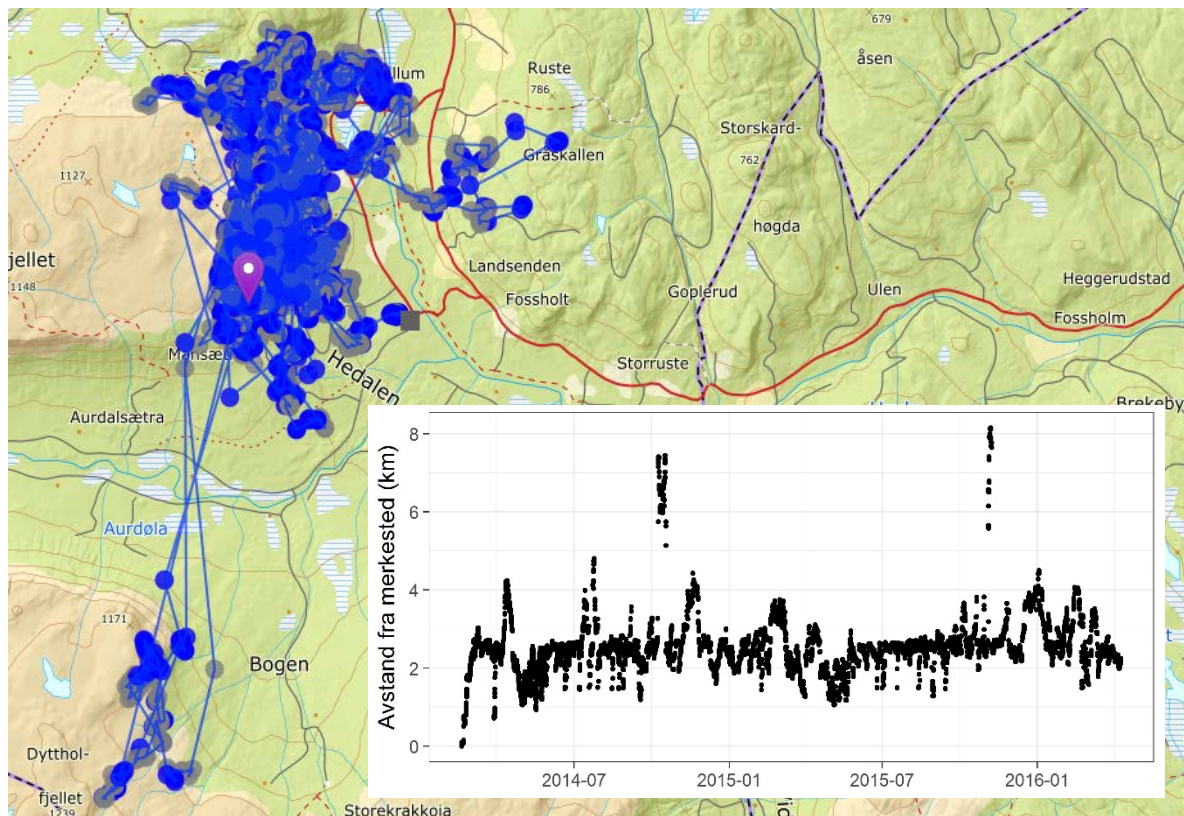 679
åsen
Ruste
786
Storskard-
762
Gråskallen
1127
høgda
jellet
1148
Landsenden
Fossholt
Goplerud
Ulen
Heggerudstad
Fossholm
Storruste
Hedalen
Aurdalsætra
Brekeby
Aurdøla
1171
Bogen
Dytthol-
fjellet
1239
Storekrakkoia
Avstand fra merkested (km)
8
6
4
2
0
2014-07
2015-01
2015-07
2016-01